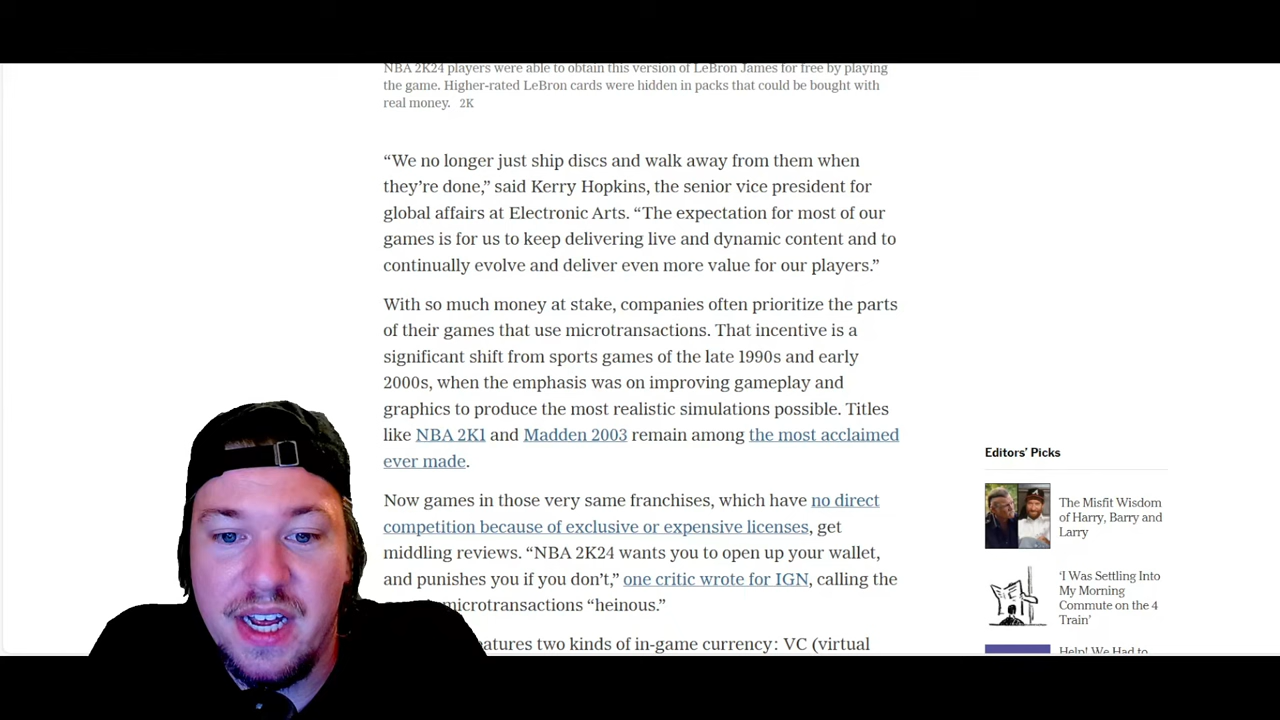 NBA 2K24 players were able to obtain this version of LeBron James for free by playing
the game. Higher-rated LeBron cards were hidden in packs that could be bought with
real money. 2K
“We no longer just ship discs and walk away from them when
they’re done,” said Kerry Hopkins, the senior vice president for
global affairs at Electronic Arts. “The expectation for most of our
games is for us to keep delivering live and dynamic content and to
continually evolve and deliver even more value for our players.”
With so much money at stake, companies often prioritize the parts
of their games that use microtransactions. That incentive is a
significant shift from sports games of the late 1990s and early
2000s, when the emphasis was on improving gameplay and
graphics to produce the most realistic simulations possible. Titles
like NBA 2K1 and Madden 2003 remain among the most acclaimed
ever made.
Now games in those very same franchises, which have no direct
competition because of exclusive or expensive licenses, get
middling reviews. “NBA 2K24 wants you to open up your wallet,
and punishes you if you don’t,” one critic wrote for IGN, calling the
microtransactions “heinous.”
two kinds of in-game currency: VC (virtual
Editors’ Picks
The Misfit Wisdom
of Harry, Barry and
Larry
‘I Was Settling Into
My Morning
Commute on the 4
Train’
Help! We Had to